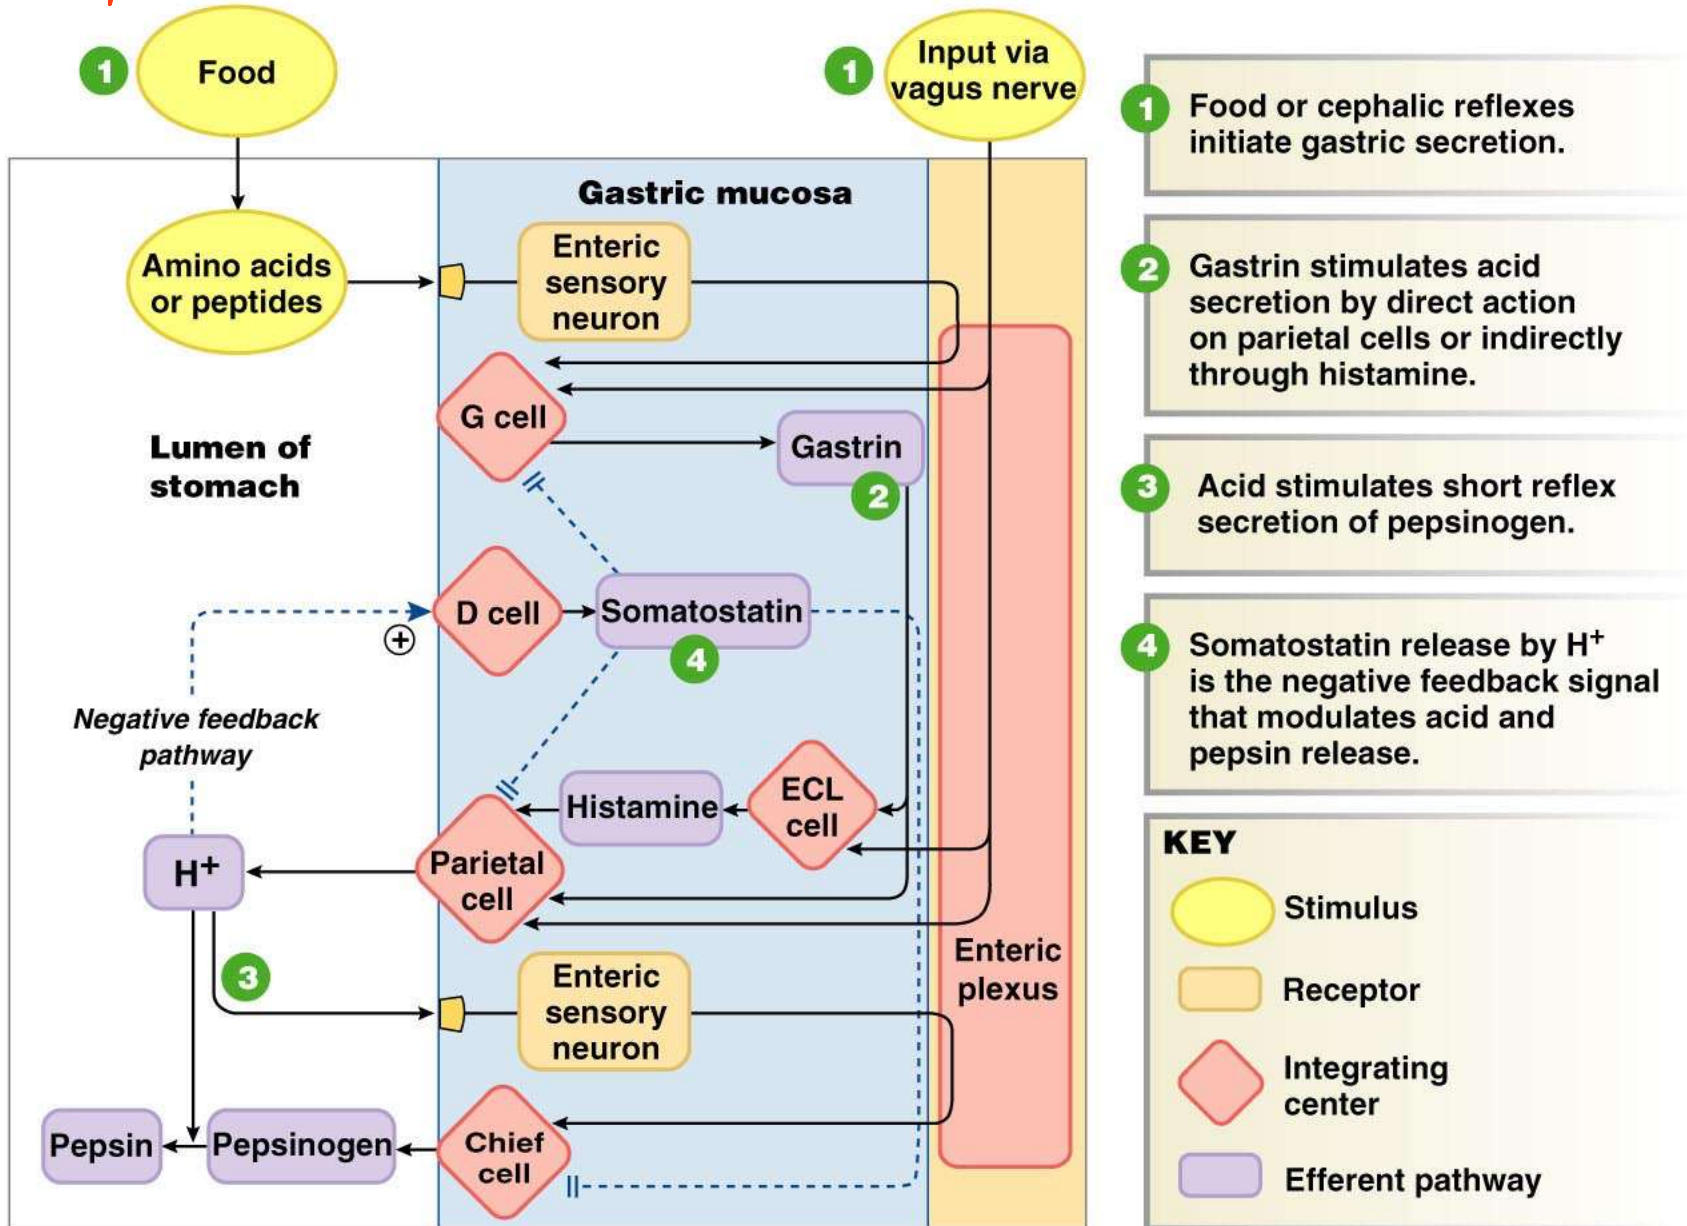 1
Food
1
Input via
vagus nerve
Gastric mucosa
Amino acids
or peptides
Enteric
sensory
neuron
G cell
Gastrin
2
Lumen of
stomach
D cell
Somatostatin
4
+
Negative feedback
pathway
Histamine
ECL
cell
H+
Parietal
cell
Enteric
plexus
3
Enteric
sensory
neuron
Pepsin
Pepsinogen
Chief
cell
1
Food or cephalic reflexes
initiate gastric secretion.
2
Gastrin stimulates acid
secretion by direct action
on parietal cells or indirectly
through histamine.
3
Acid stimulates short reflex
secretion of pepsinogen.
4
Somatostatin release by H+
is the negative feedback signal
that modulates acid and
pepsin release.
KEY
Stimulus
Receptor
Integrating
center
Efferent pathway